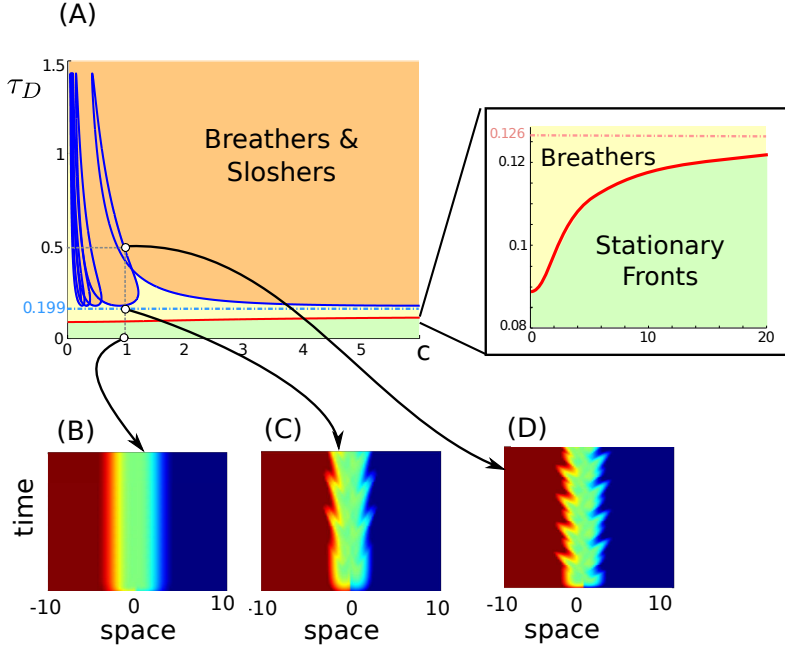 (A)
τD
1.5
1
0.5
0.199
0
Breathers &
Sloshers
0 1 2 3 4 5 c
0.126
0.12
0.1
0.08
Breathers
Stationary
Fronts
0 10 20
(B)
(C)
(D)
time
-10 0 10
space
-10 0 10
space
-10 0 10
space